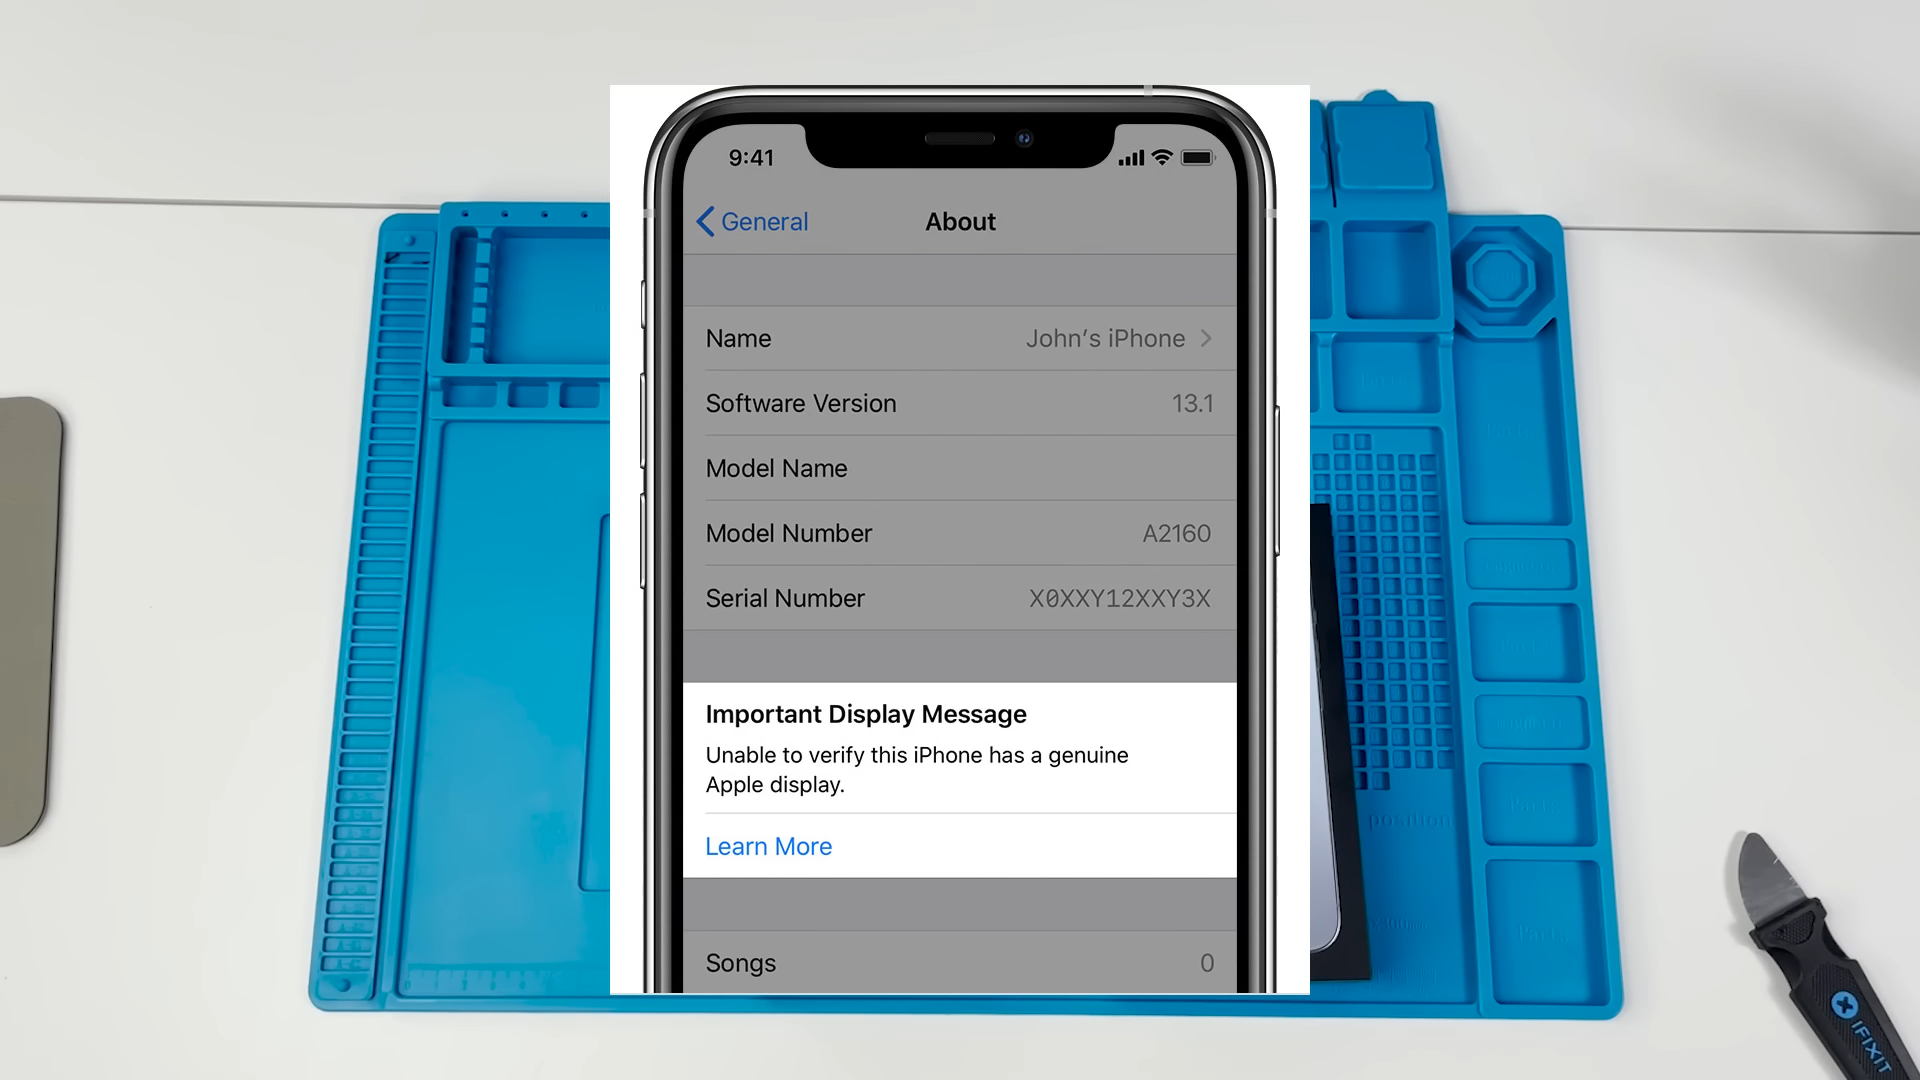 9:41
General
About
Name
John’s iPhone
Software Version
13.1
Model Name
Model Number
A2160
Serial Number
X0XXY12XXY3X
Important Display Message
Unable to verify this iPhone has a genuine
Apple display.
Learn More
Songs
0
position
IFIXIT